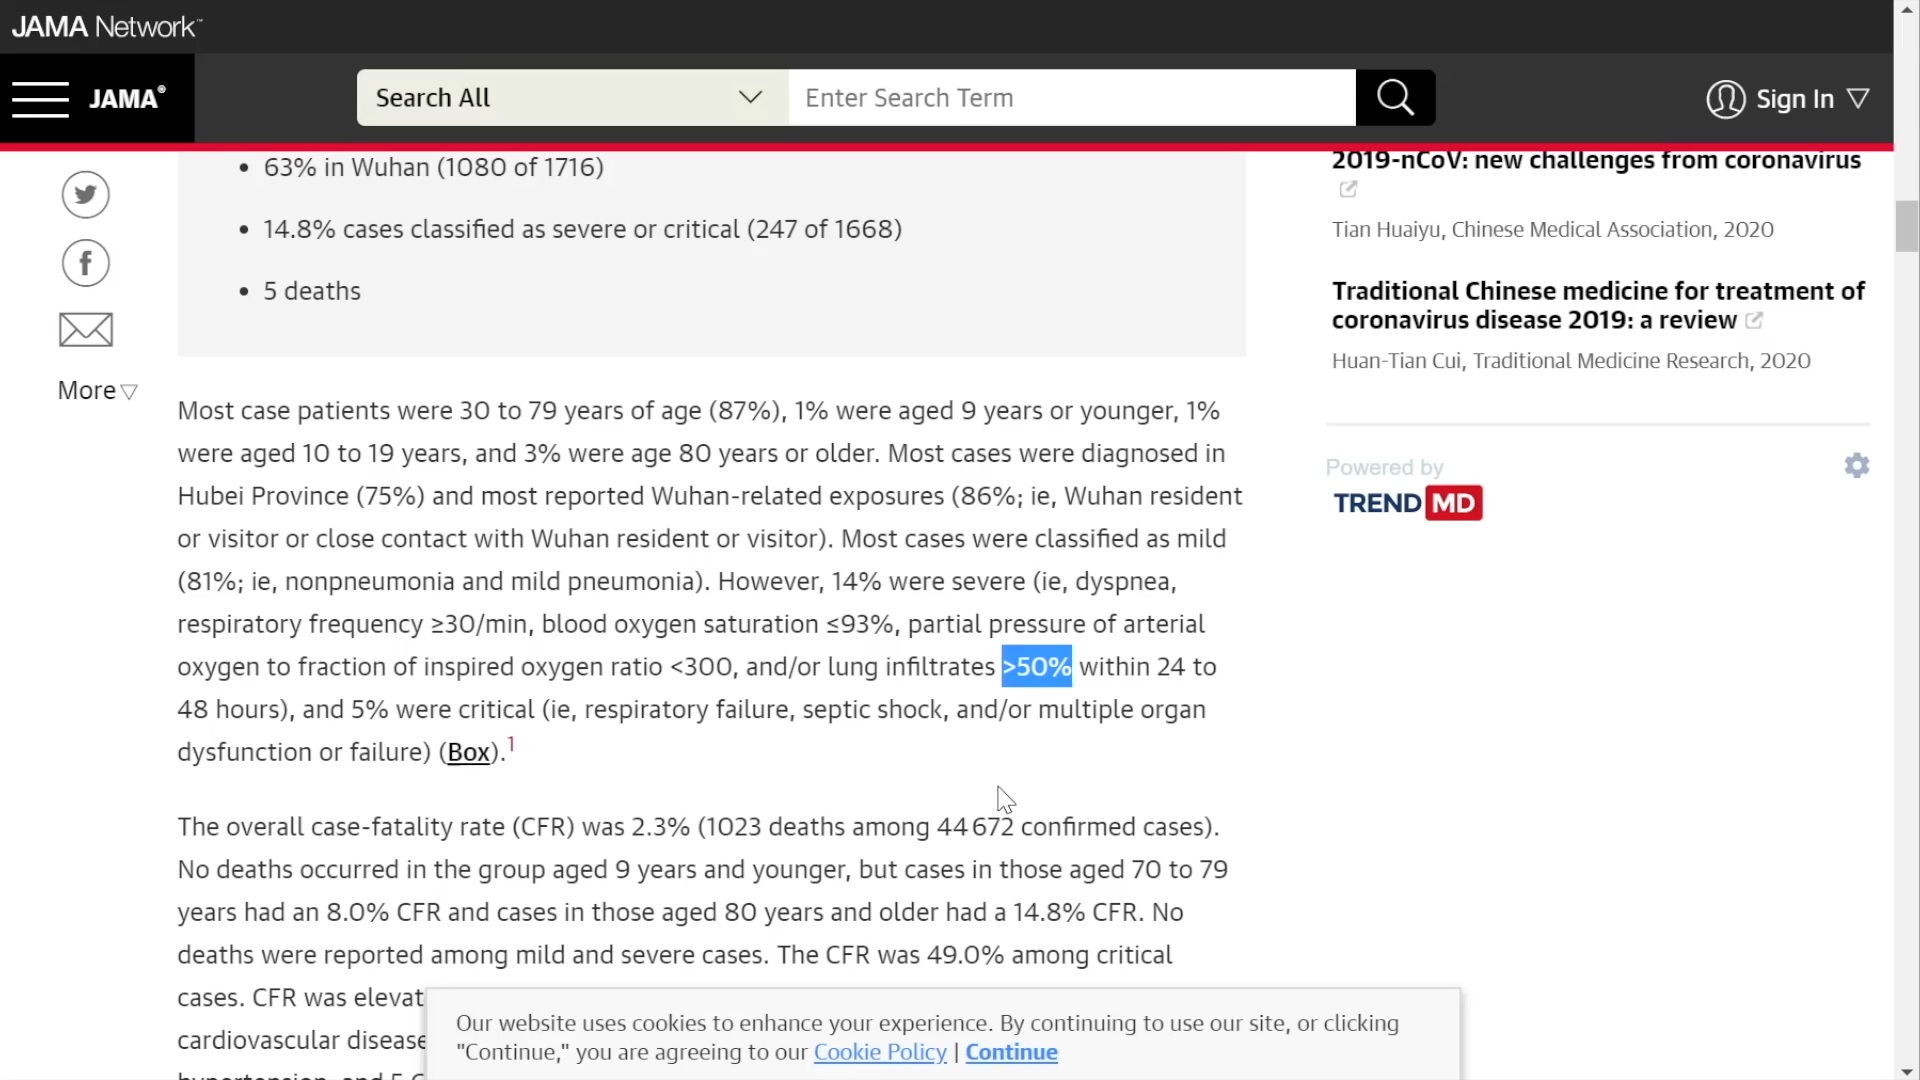 JAMA Network™
JAMA®
Search All
Enter Search Term
Sign In
• 63% in Wuhan (1080 of 1716)
• 14.8% cases classified as severe or critical (247 of 1668)
• 5 deaths
More
Most case patients were 30 to 79 years of age (87%), 1% were aged 9 years or younger, 1%
were aged 10 to 19 years, and 3% were age 80 years or older. Most cases were diagnosed in
Hubei Province (75%) and most reported Wuhan-related exposures (86%; ie, Wuhan resident
or visitor or close contact with Wuhan resident or visitor). Most cases were classified as mild
(81%; ie, nonpneumonia and mild pneumonia). However, 14% were severe (ie, dyspnea,
respiratory frequency ≥30/min, blood oxygen saturation ≤93%, partial pressure of arterial
oxygen to fraction of inspired oxygen ratio <300, and/or lung infiltrates >50% within 24 to
48 hours), and 5% were critical (ie, respiratory failure, septic shock, and/or multiple organ
dysfunction or failure) (Box).1
The overall case-fatality rate (CFR) was 2.3% (1023 deaths among 44 672 confirmed cases).
No deaths occurred in the group aged 9 years and younger, but cases in those aged 70 to 79
years had an 8.0% CFR and cases in those aged 80 years and older had a 14.8% CFR. No
deaths were reported among mild and severe cases. The CFR was 49.0% among critical
cases. CFR was elevat
cardiovascular disease
2019-nCoV: new challenges from coronavirus
Tian Huaiyu, Chinese Medical Association, 2020
Traditional Chinese medicine for treatment of
coronavirus disease 2019: a review
Huan-Tian Cui, Traditional Medicine Research, 2020
Powered by
TREND MD
Our website uses cookies to enhance your experience. By continuing to use our site, or clicking
"Continue," you are agreeing to our Cookie Policy | Continue